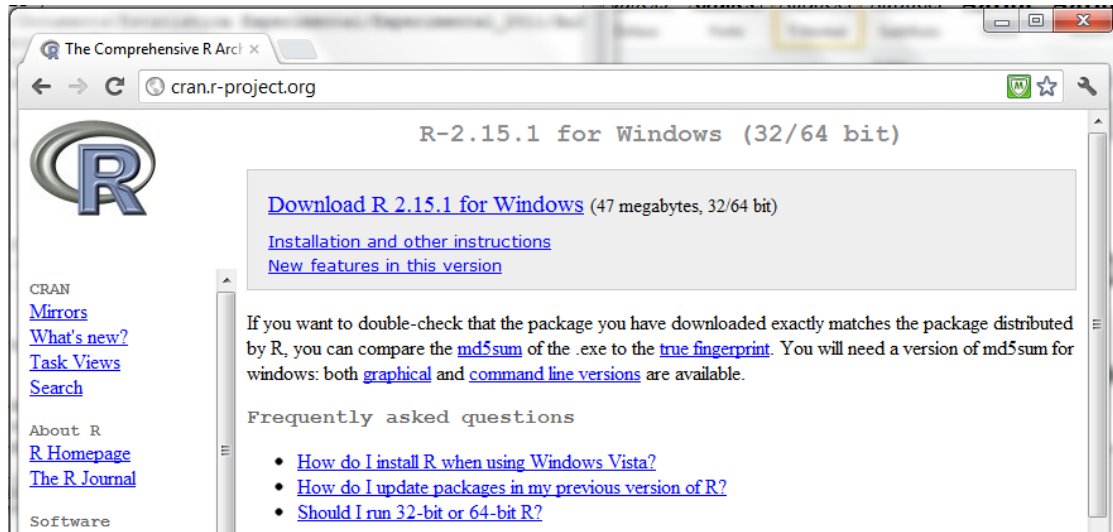 The Comprehensive R Arch
cran.r-project.org
R
R-2.15.1 for Windows (32/64 bit)
Download R 2.15.1 for Windows (47 megabytes, 32/64 bit)
Installation and other instructions
New features in this version
CRAN
Mirrors
What's new?
Task Views
Search
About R
R Homepage
The R Journal
Software
If you want to double-check that the package you have downloaded exactly matches the package distributed
by R, you can compare the md5sum of the .exe to the true fingerprint. You will need a version of md5sum for
windows: both graphical and command line versions are available.
Frequently asked questions
How do I install R when using Windows Vista?
How do I update packages in my previous version of R?
Should I run 32-bit or 64-bit R?